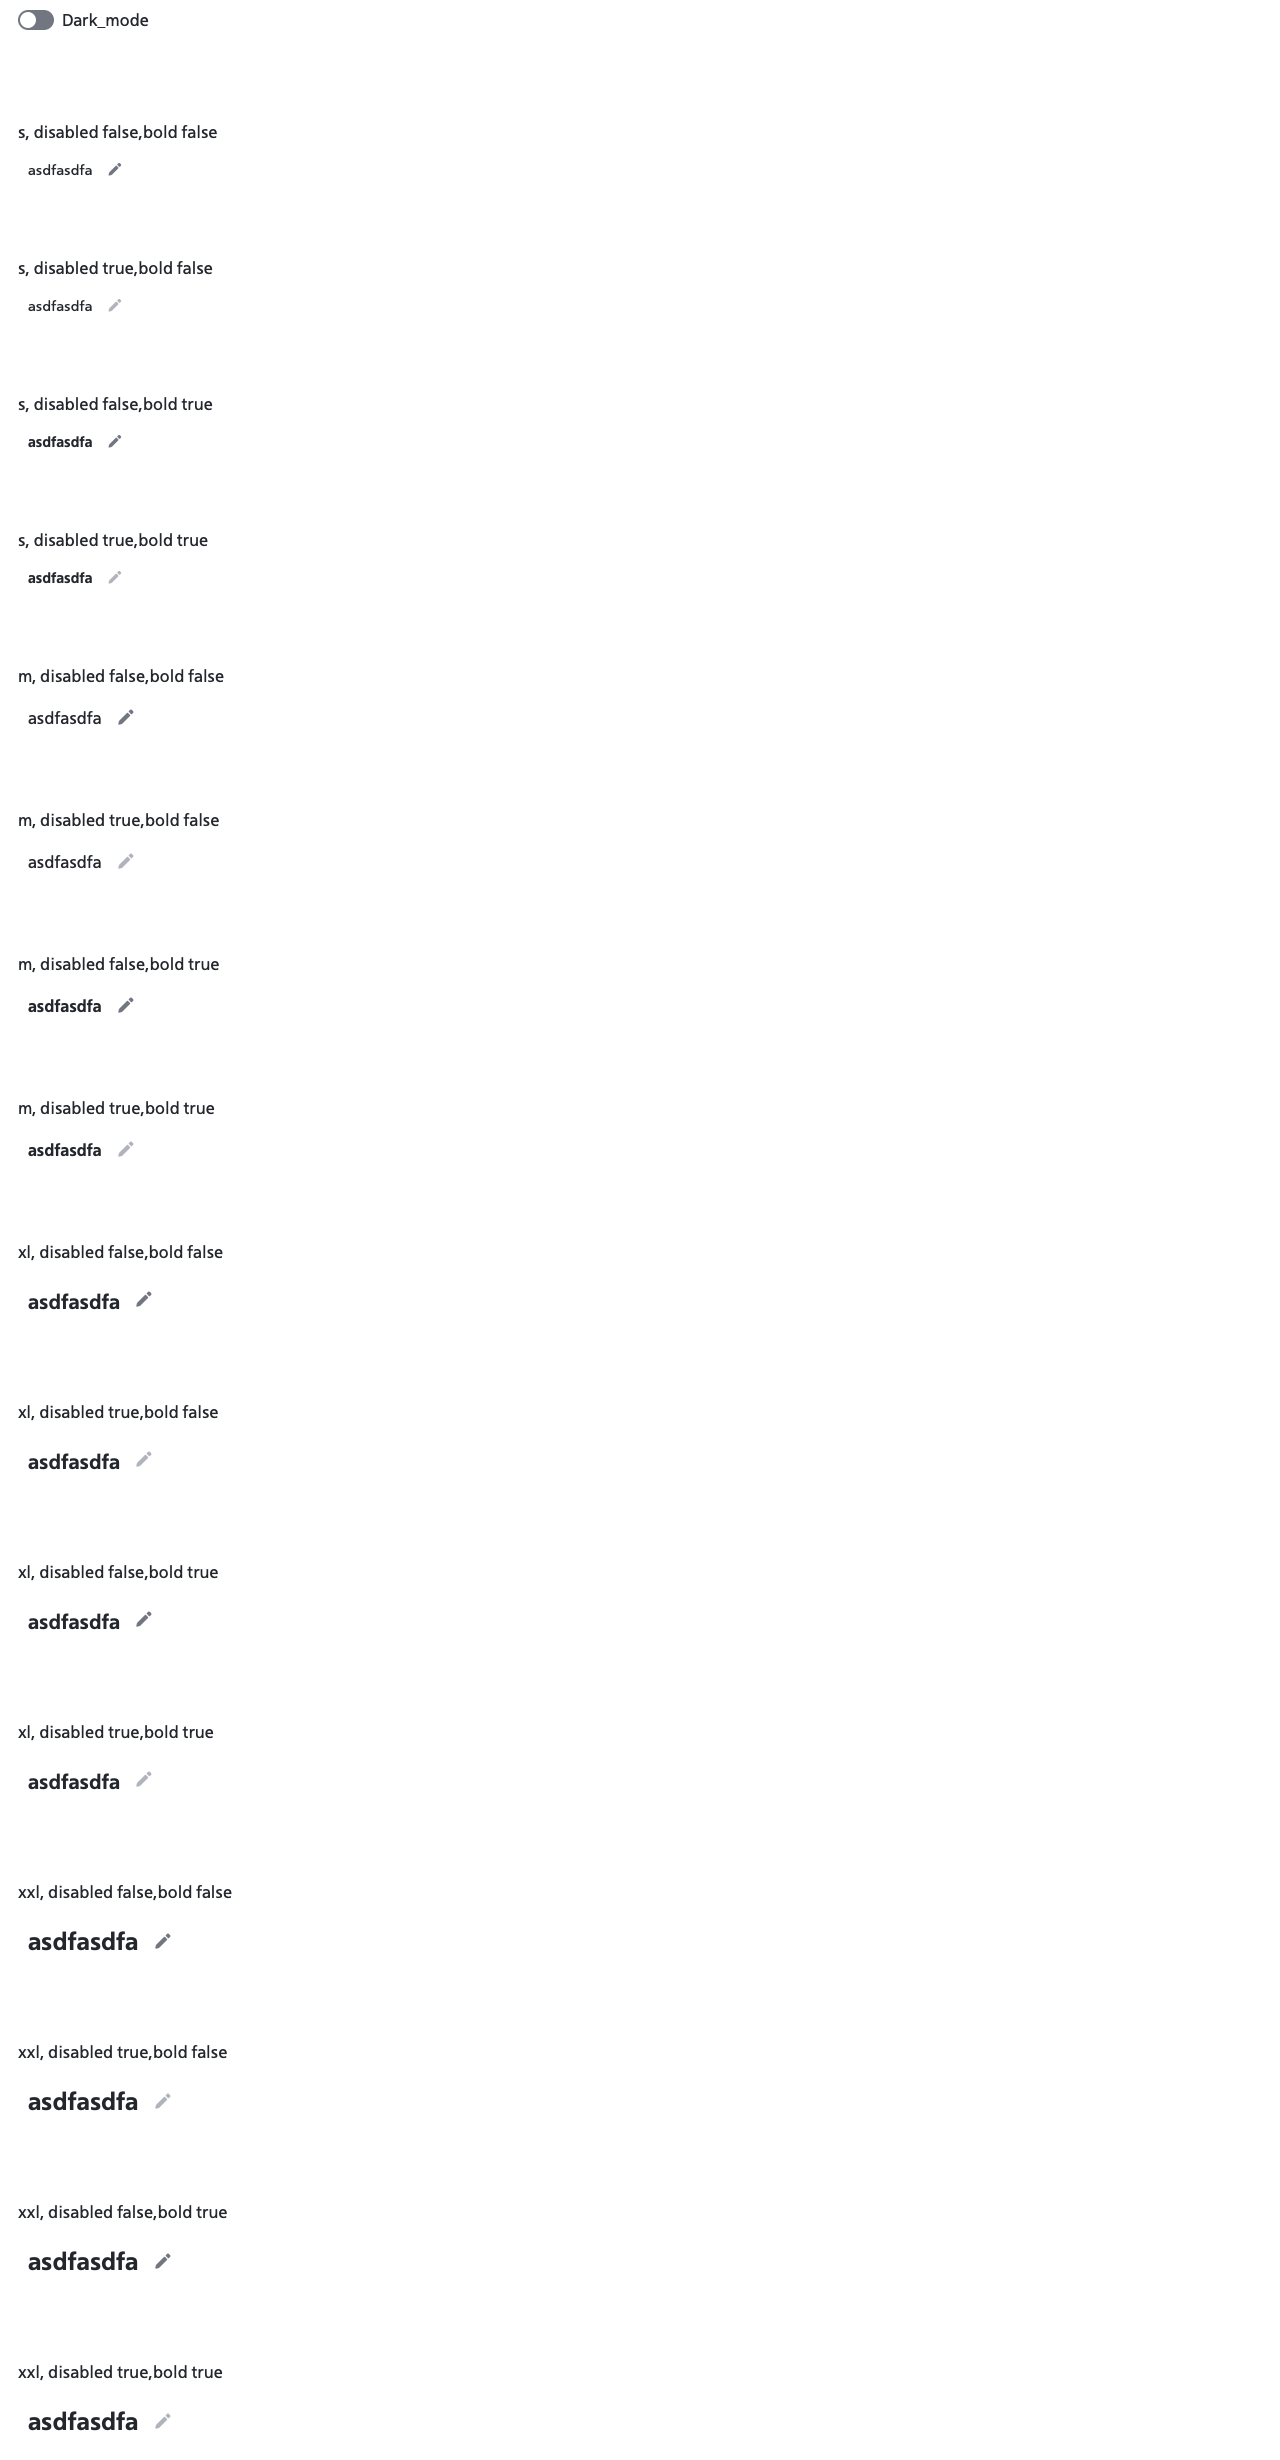 Dark_mode
s, disabled false,bold false
asdfasdfa
s, disabled true,bold false
asdfasdfa
s, disabled false,bold true
asdfasdfa
s, disabled true,bold true
asdfasdfa
m, disabled false,bold false
asdfasdfa
m, disabled true,bold false
asdfasdfa
m, disabled false,bold true
asdfasdfa
m, disabled true,bold true
asdfasdfa
xl, disabled false,bold false
asdfasdfa
xl, disabled true,bold false
asdfasdfa
xl, disabled false,bold true
asdfasdfa
xl, disabled true,bold true
asdfasdfa
xxl, disabled false,bold false
asdfasdfa
xxl, disabled true,bold false
asdfasdfa
xxl, disabled false,bold true
asdfasdfa
xxl, disabled true,bold true
asdfasdfa